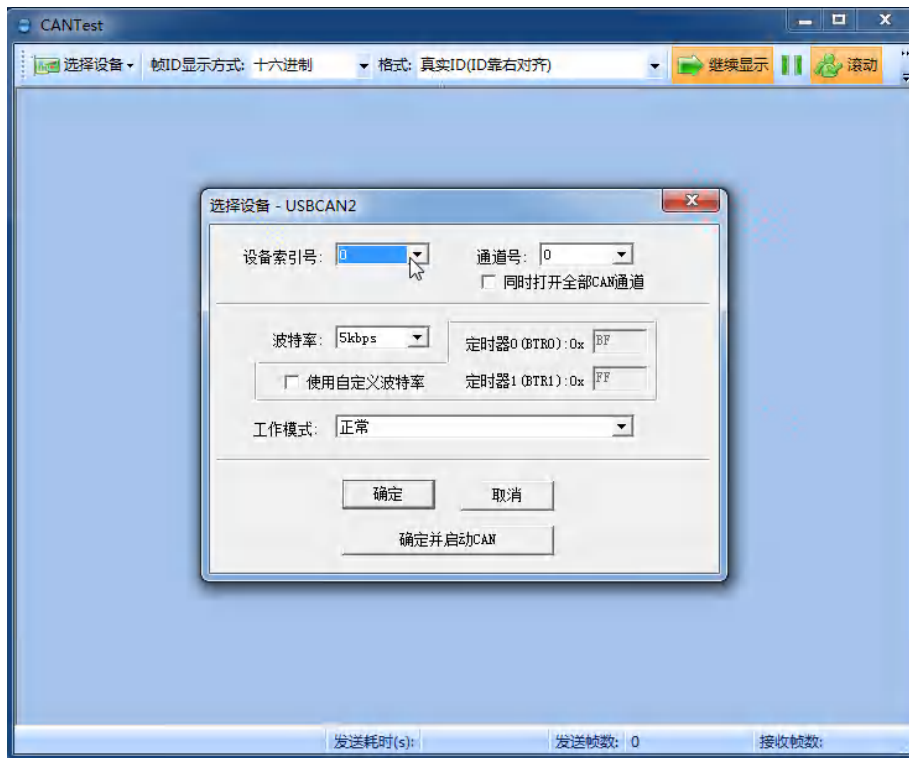 CANTest
选择设备 帧ID显示方式: 十六进制 格式: 真实ID(ID靠右对齐) 继续显示 滚动
选择设备 - USBCAN2
设备索引号: 0 通道号: 0
同时打开全部CAN通道
波特率: 5kbps 定时器0(BTR0):0x BF
使用自定义波特率 定时器1(BTR1):0x FF
工作模式: 正常
确定 取消
确定并启动CAN
发送耗时(s): 发送帧数: 0 接收帧数: